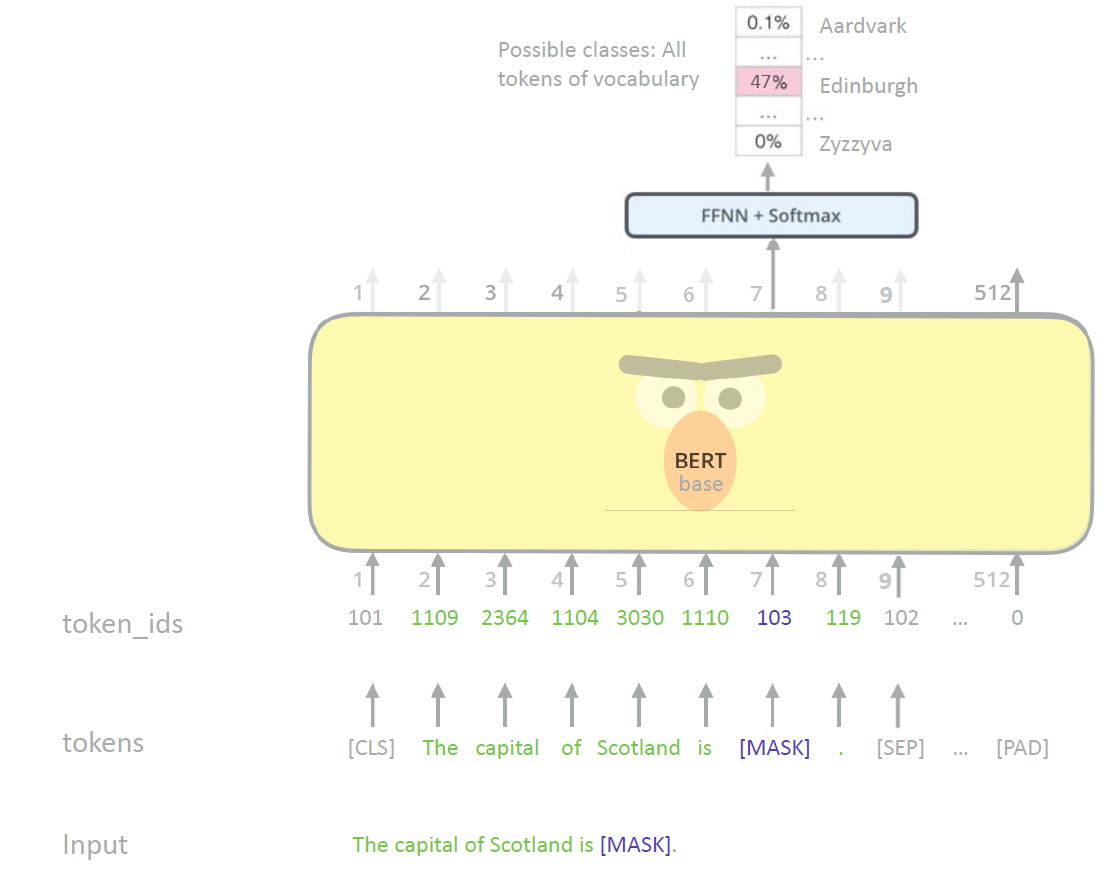 0.1% Aardvark
... ...
Possible classes: All
tokens of vocabulary
47% Edinburgh
... ...
0% Zyzzyva
FFNN + Softmax
1 2 3 4 5 6 7 8 9 512
BERT
base
1 2 3 4 5 6 7 8 9 512
token_ids 101 1109 2364 1104 3030 1110 103 119 102 ... 0
tokens [CLS] The capital of Scotland is [MASK] . [SEP] ... [PAD]
Input The capital of Scotland is [MASK].